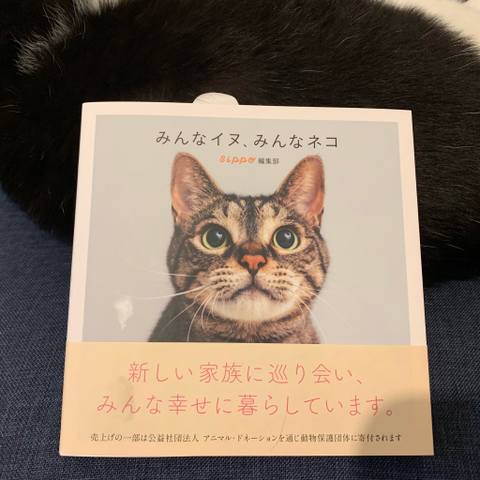 みんなイヌ、みんなネコ
sippo 編集部
新しい家族に巡り会い、
みんな幸せに暮らしています。
売上げの一部は公益社団法人 アニマル・ドネーションを通じ動物保護団体に寄付されます